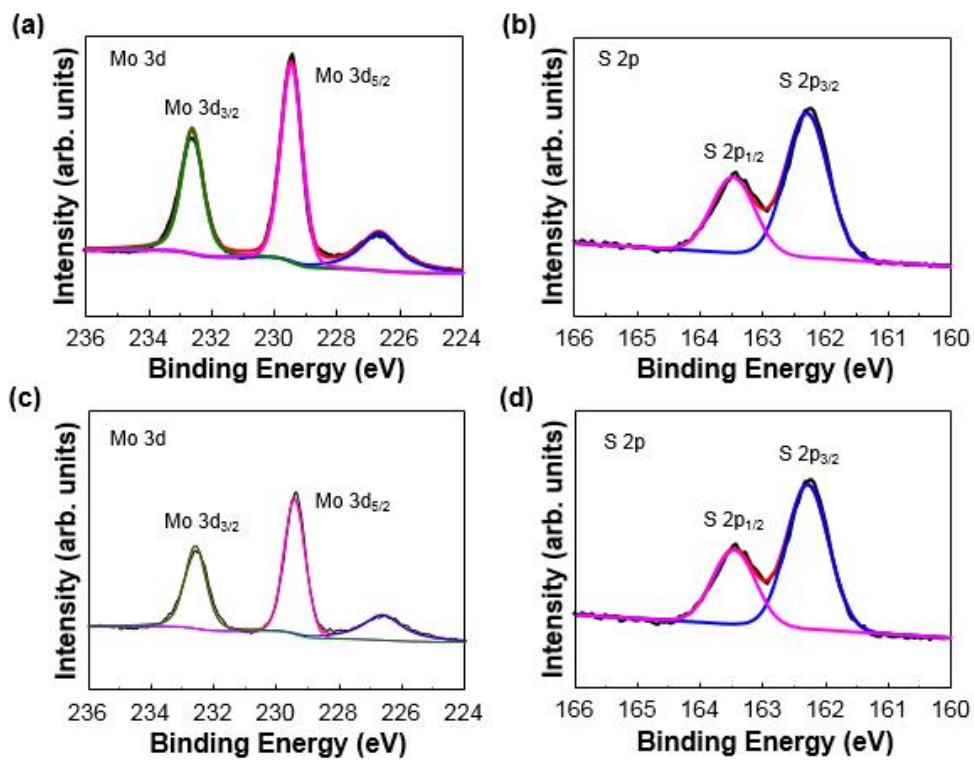 (a)
Mo 3d
Mo 3d3/2
Mo 3d5/2
Intensity (arb. units)
236 234 232 230 228 226 224
Binding Energy (eV)
(b)
S 2p
S 2p3/2
S 2p1/2
Intensity (arb. units)
166 165 164 163 162 161 160
Binding Energy (eV)
(c)
Mo 3d
Mo 3d3/2
Mo 3d5/2
Intensity (arb. units)
236 234 232 230 228 226 224
Binding Energy (eV)
(d)
S 2p
S 2p3/2
S 2p1/2
Intensity (arb. units)
166 165 164 163 162 161 160
Binding Energy (eV)